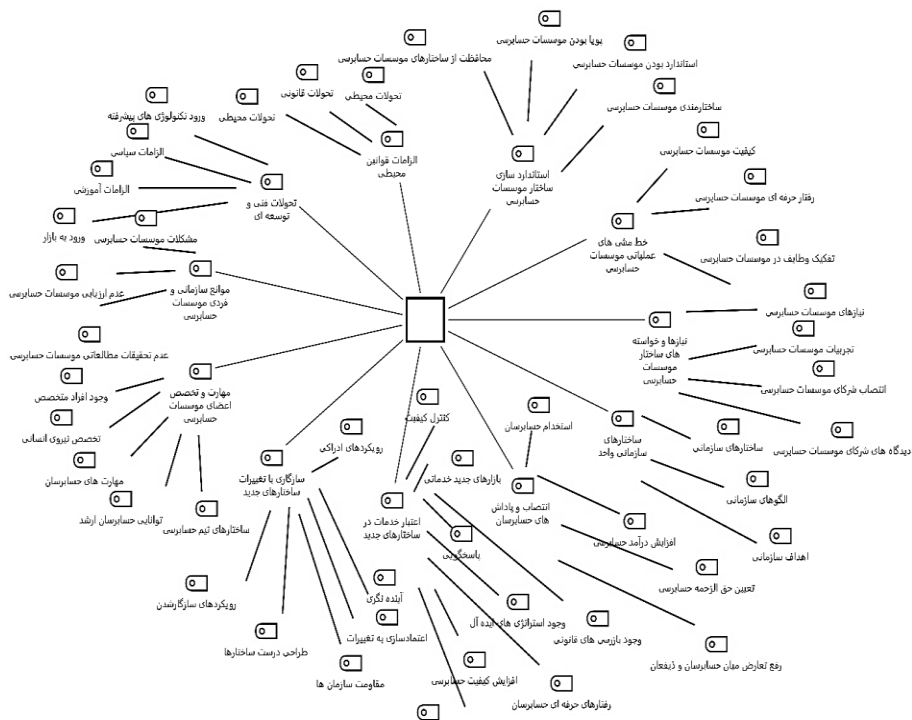 پویا بودن موسسات حسابرسی
محافظت از ساختارهای موسسات حسابرسی
استاندارد بودن موسسات حسابرسی
تحولات محیطی
تحولات قانونی
تحولات محیطی
ساختارمندی موسسات حسابرسی
ورود تکنولوژی های پیشرفته
الزامات سیاسی
الزامات قوانین
محیطی
استاندارد سازی
ساختار موسسات
حسابرسی
کیفیت موسسات حسابرسی
الزامات آموزشی
رفتار حرفه ای موسسات حسابرسی
تحولات فنی و
توسعه ای
ورود به بازار
مشکلات موسسات حسابرسی
خط مشی های
عملیاتی موسسات
حسابرسی
تفکیک وظایف در موسسات حسابرسی
عدم ارزیابی موسسات حسابرسی
موانع سازمانی و
فردی موسسات
حسابرسی
نیازهای موسسات حسابرسی
نیازها و خواسته
های ساختار
موسسات
حسابرسی
تجربیات موسسات حسابرسی
عدم تحقیقات مطالعاتی موسسات حسابرسی
انتصاب شرکای موسسات حسابرسی
وجود افراد متخصص
مهارت و تخصص
اعضای موسسات
حسابرسی
دیدگاه های شرکای موسسات حسابرسی
تخصص نیروی انسانی
کنترل کیفیت
استخدام حسابرسان
ساختارهای
سازمانی واحد
ساختارهای سازمانی
مهارت های حسابرسان
رویکردهای ادراکی
بازارهای جدید خدماتی
الگوهای سازمانی
توانایی حسابرسان ارشد
ساختارهای تیم حسابرسی
سازگاری با تغییرات
ساختارهای جدید
اعتبار خدمات در
ساختارهای جدید
انتصاب و پاداش
های حسابرسان
افزایش درآمد حسابرسی
اهداف سازمانی
پاسخگویی
تعیین حق الزحمه حسابرسی
رویکردهای سازگارشدن
آینده نگری
وجود استراتژی های ایده آل
وجود بازرسی های قانونی
طراحی درست ساختارها
اعتمادسازی به تغییرات
رفع تعارض میان حسابرسان و ذیفعان
مقاومت سازمان ها
افزایش کیفیت حسابرسی
رفتارهای حرفه ای حسابرسان